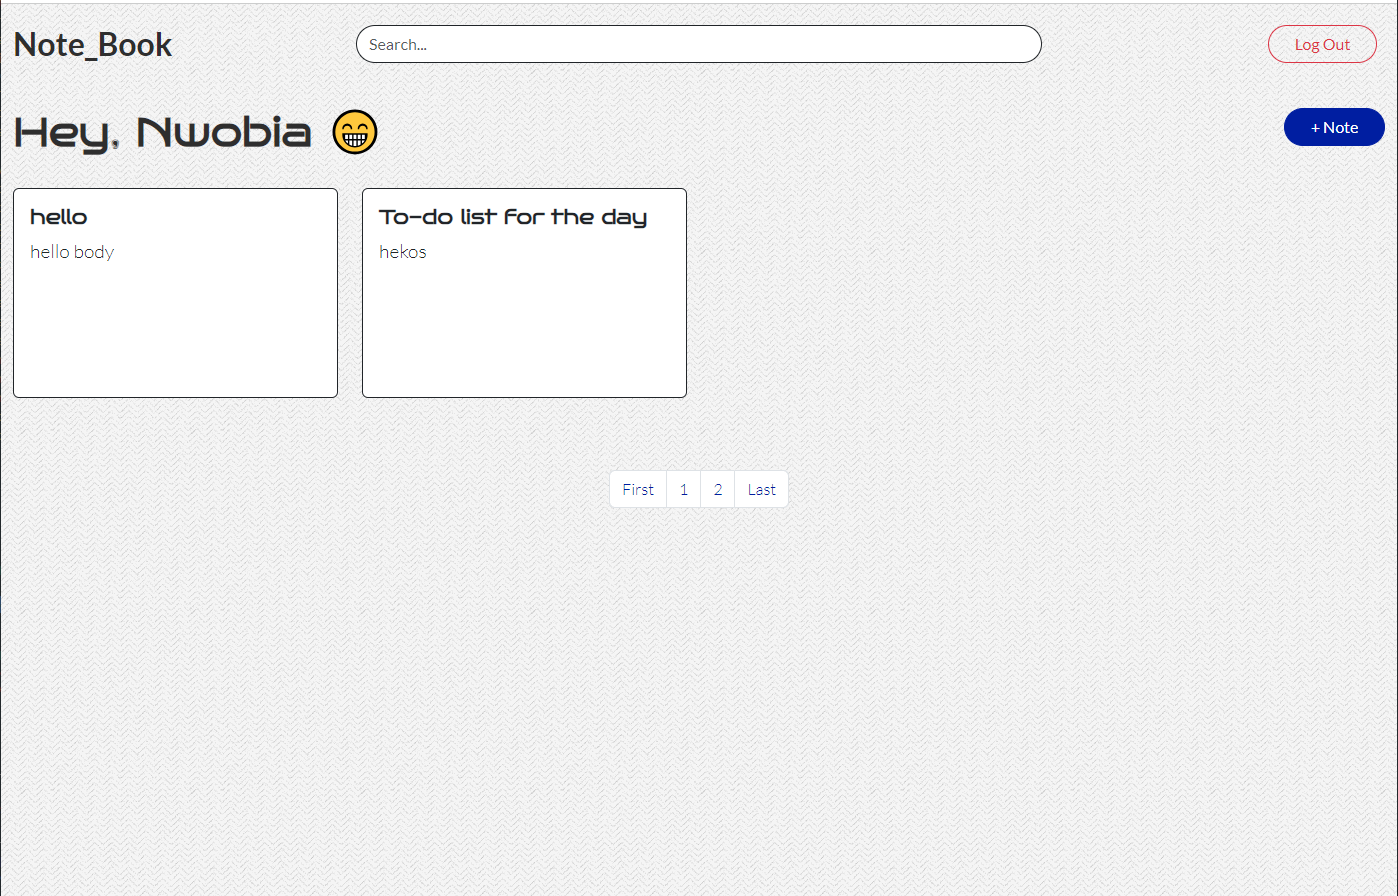 Note_Book
Search...
Log Out
Hey, Nwobia
+ Note
hello
hello body
To-do list for the day
hekos
First 1 2 Last